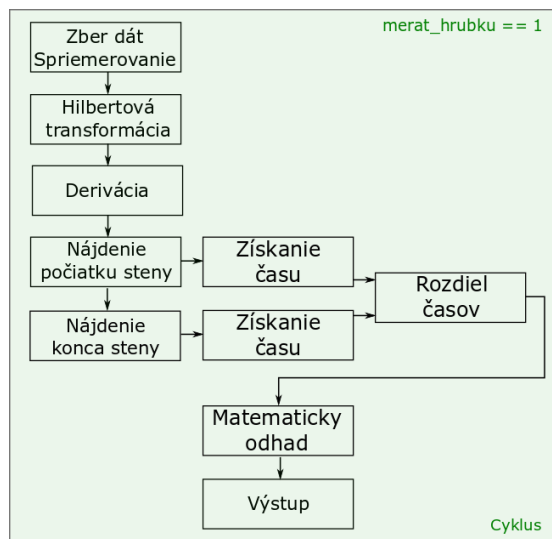 merat_hrubku == 1
Zber dát
Spriemerovanie
Hilbertová
transformácia
Derivácia
Nájdenie
počiatku steny
Získanie
času
Nájdenie
konca steny
Získanie
času
Rozdiel
časov
Matematicky
odhad
Výstup
Cyklus